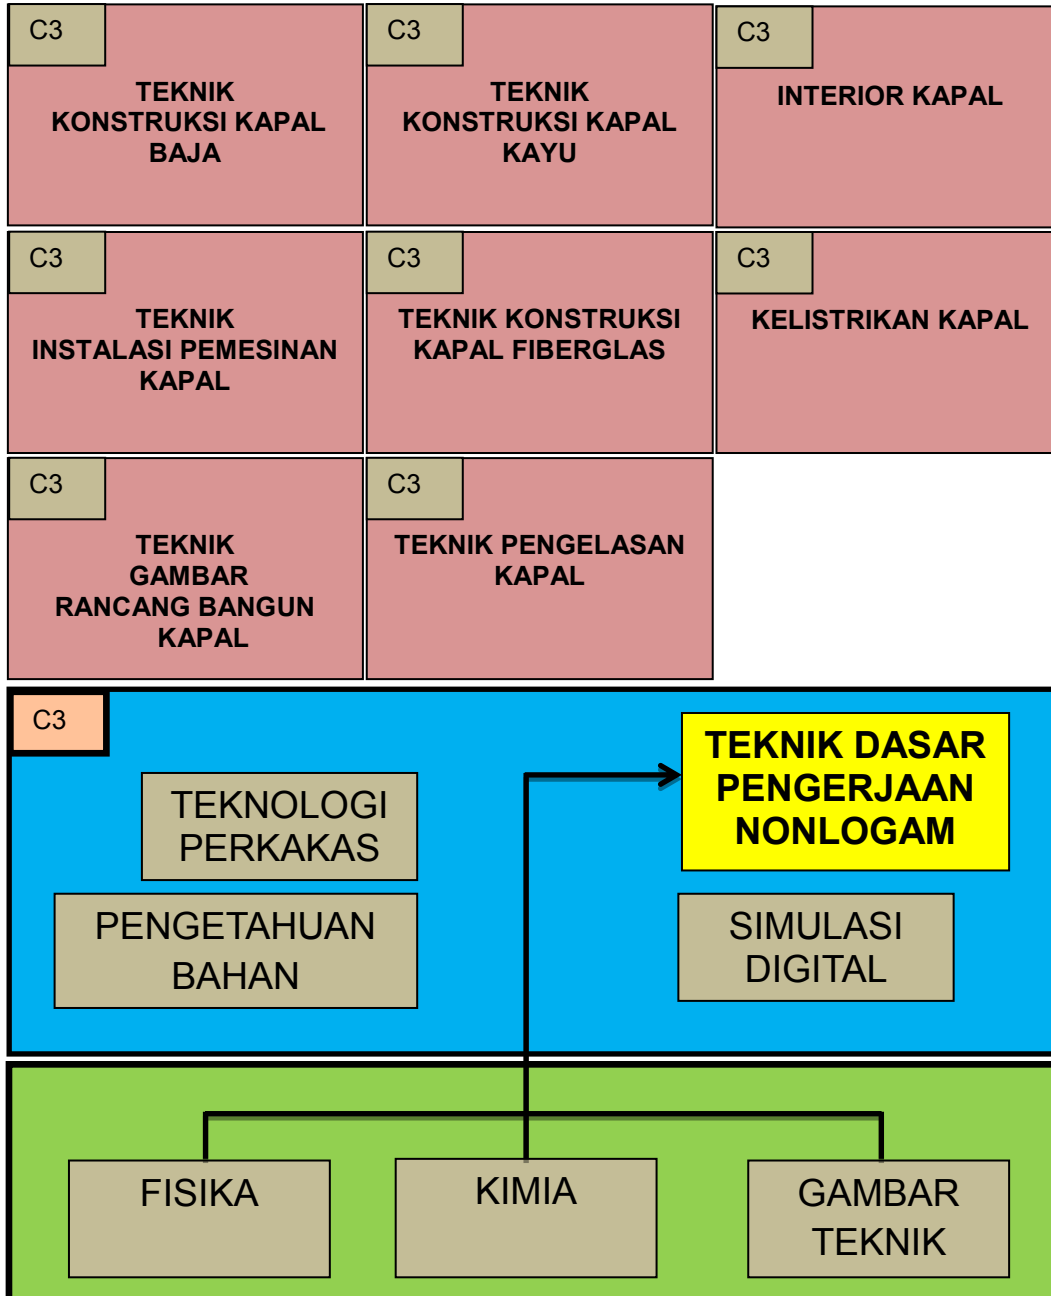 C3
TEKNIK
KONSTRUKSI KAPAL
BAJA
C3
TEKNIK
KONSTRUKSI KAPAL
KAYU
C3
INTERIOR KAPAL
C3
TEKNIK
INSTALASI PEMESINAN
KAPAL
C3
TEKNIK KONSTRUKSI
KAPAL FIBERGLAS
C3
KELISTRIKAN KAPAL
C3
TEKNIK
GAMBAR
RANCANG BANGUN
KAPAL
C3
TEKNIK PENGELASAN
KAPAL
C3
TEKNOLOGI
PERKAKAS
TEKNIK DASAR
PENGERJAAN
NONLOGAM
PENGETAHUAN
BAHAN
SIMULASI
DIGITAL
FISIKA
KIMIA
GAMBAR
TEKNIK